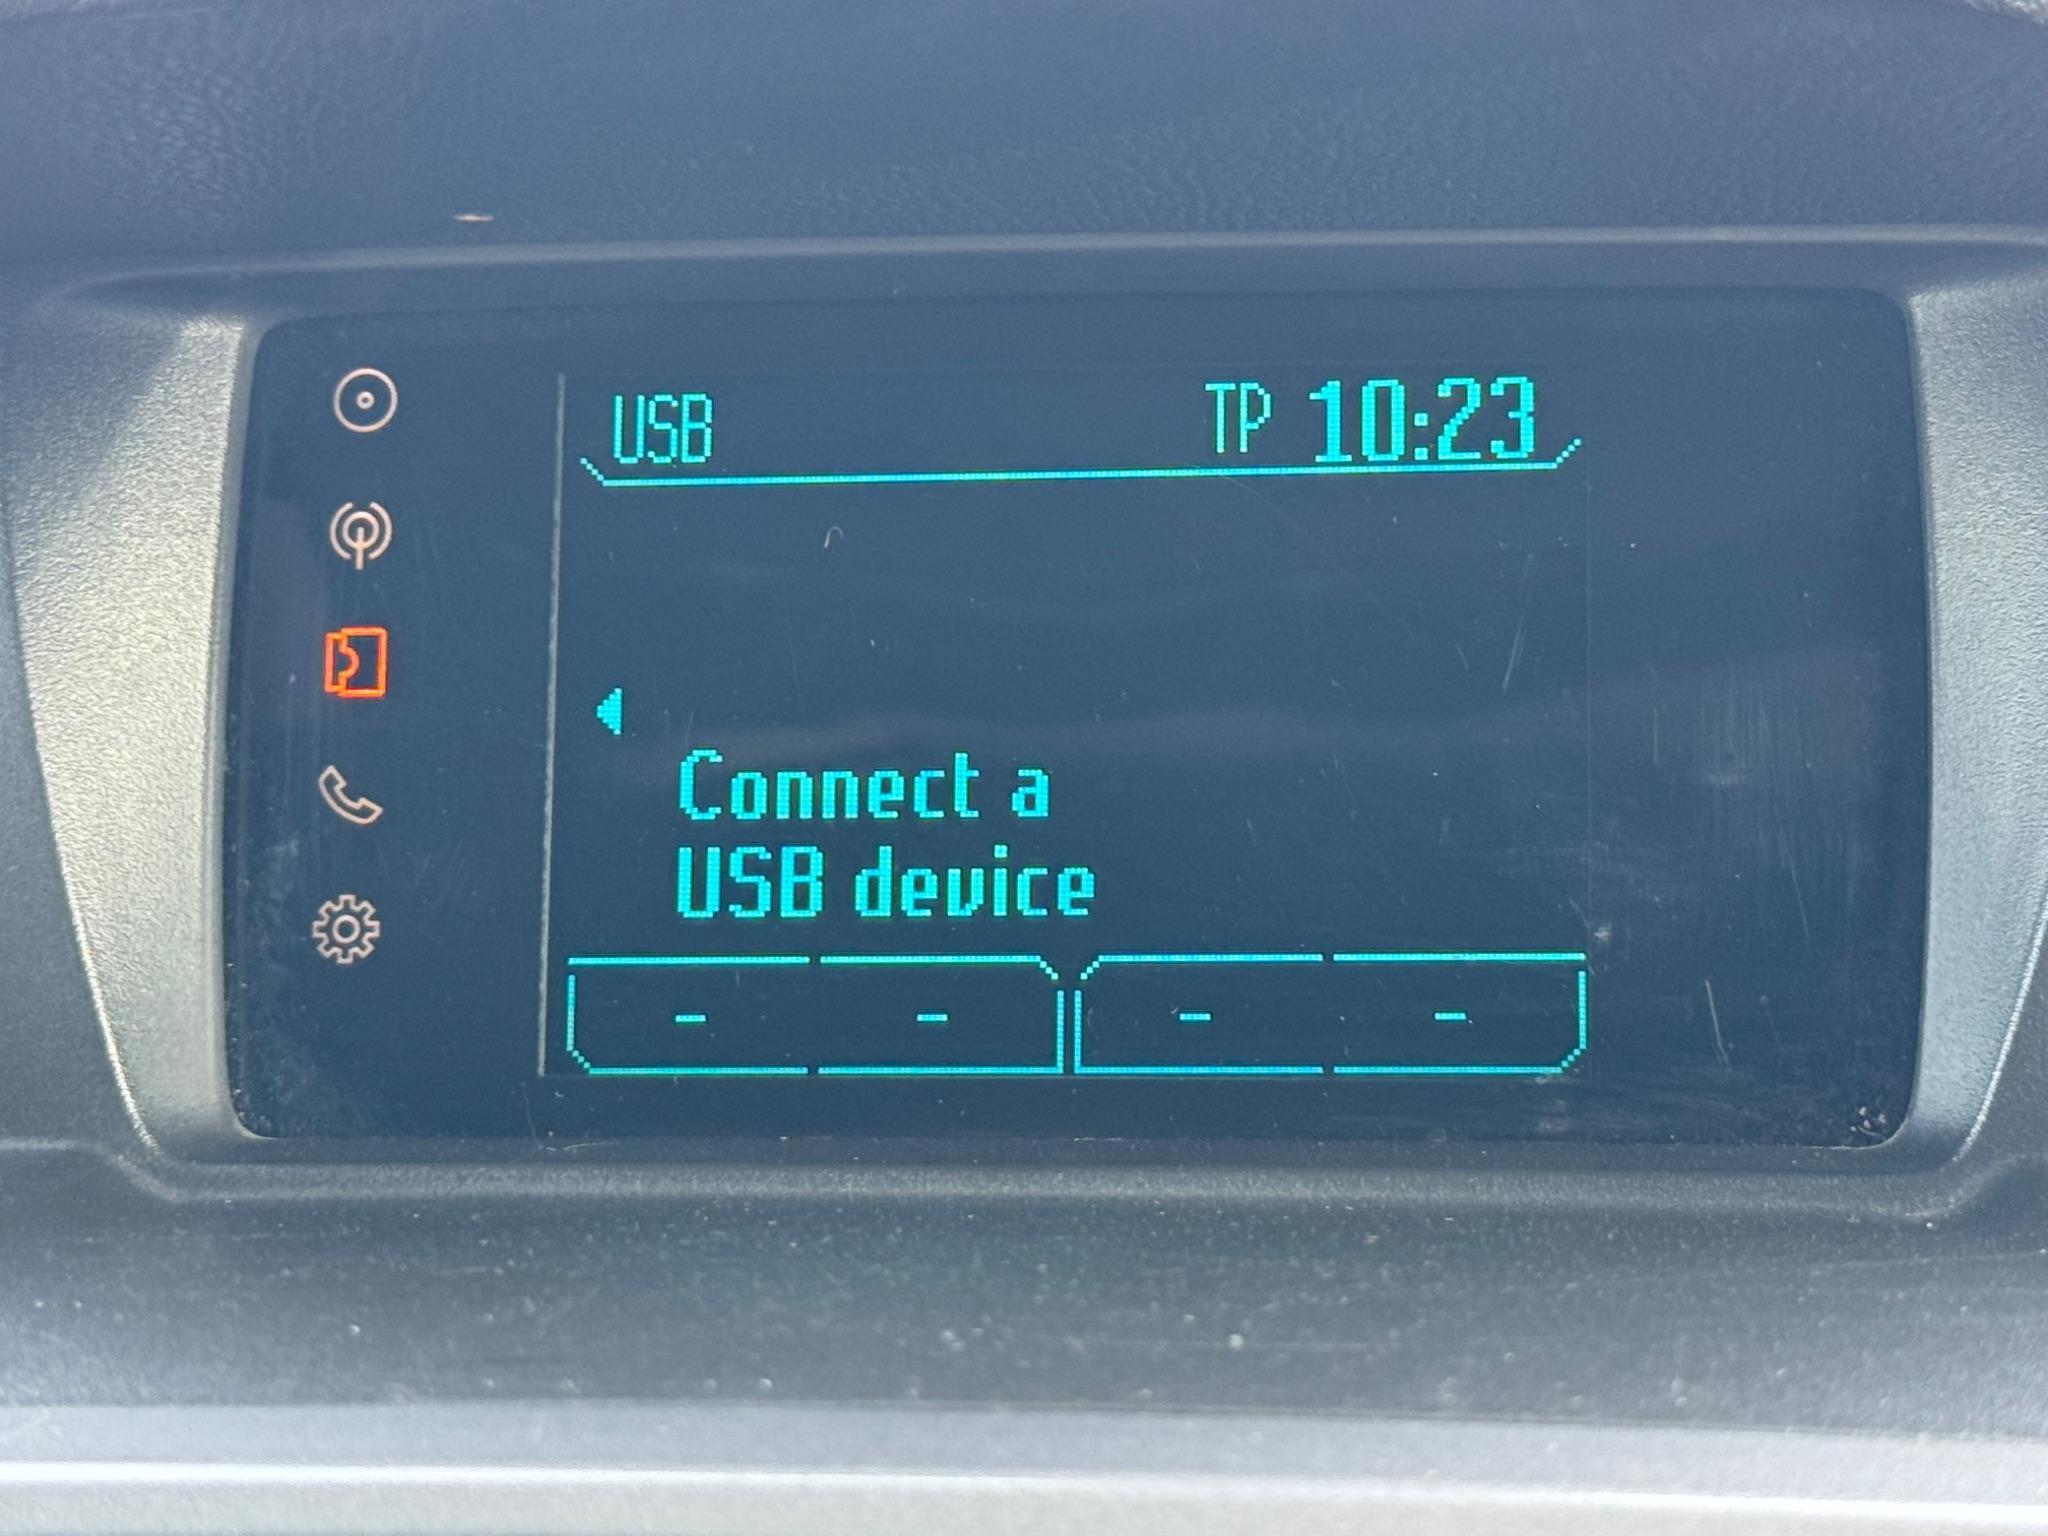 USB TP 10:23
Connect a
USB device
- - - -